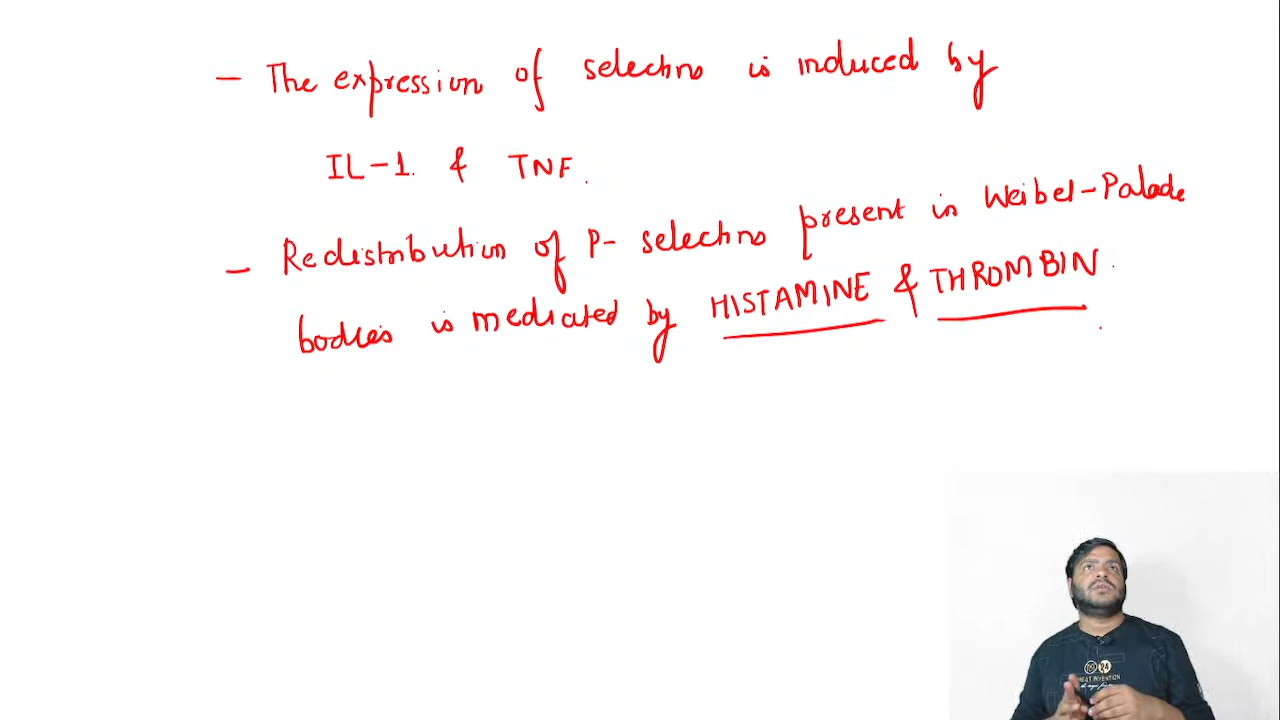 - The expression of selectins is induced by
IL-1 & TNF.
- Redistribution of P- selectins present in Weibel-Palade
bodies is mediated by HISTAMINE & THROMBIN.